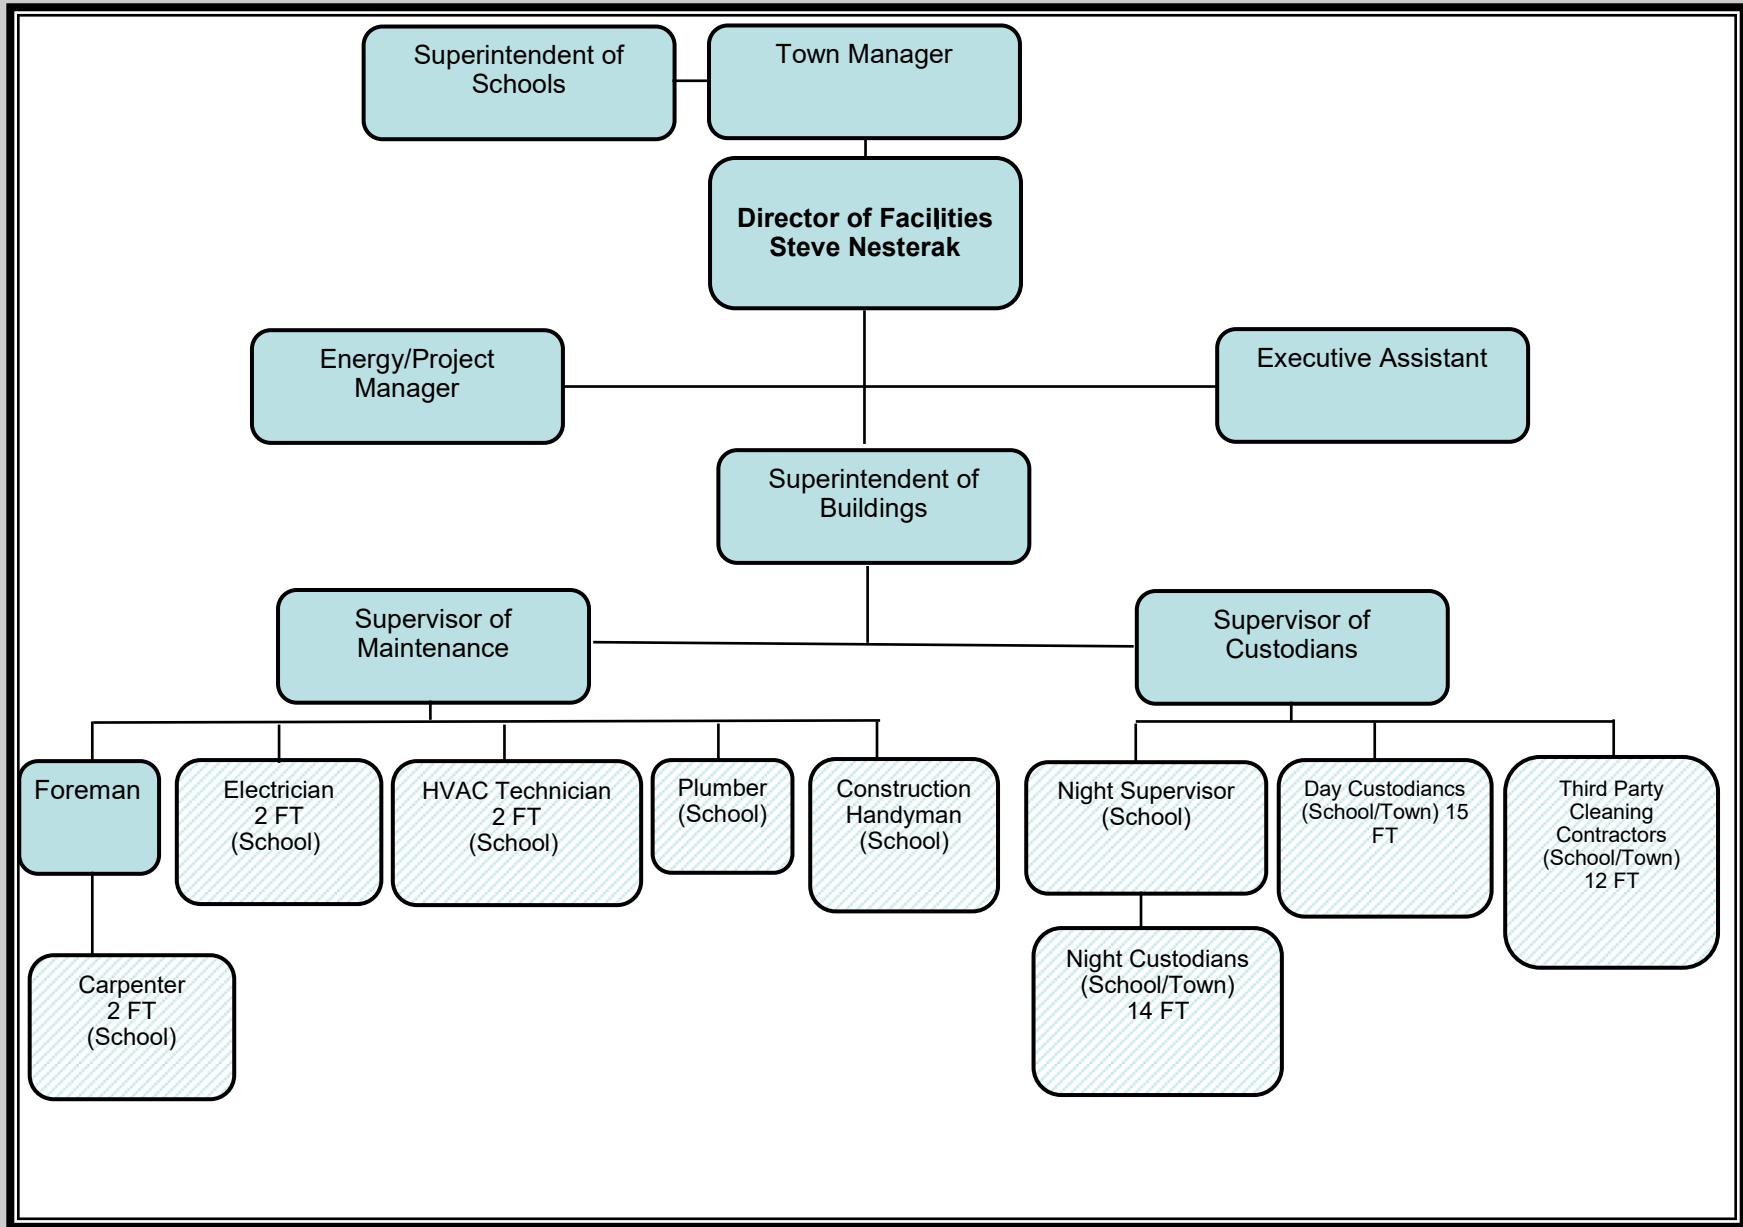 Superintendent of
Schools
Town Manager
Director of Facilities
Steve Nesterak
Energy/Project
Manager
Executive Assistant
Superintendent of
Buildings
Supervisor of
Maintenance
Supervisor of
Custodians
Foreman
Electrician
2 FT
(School)
HVAC Technician
2 FT
(School)
Plumber
(School)
Construction
Handyman
(School)
Night Supervisor
(School)
Day Custodiancs
(School/Town) 15
FT
Third Party
Cleaning
Contractors
(School/Town)
12 FT
Carpenter
2 FT
(School)
Night Custodians
(School/Town)
14 FT